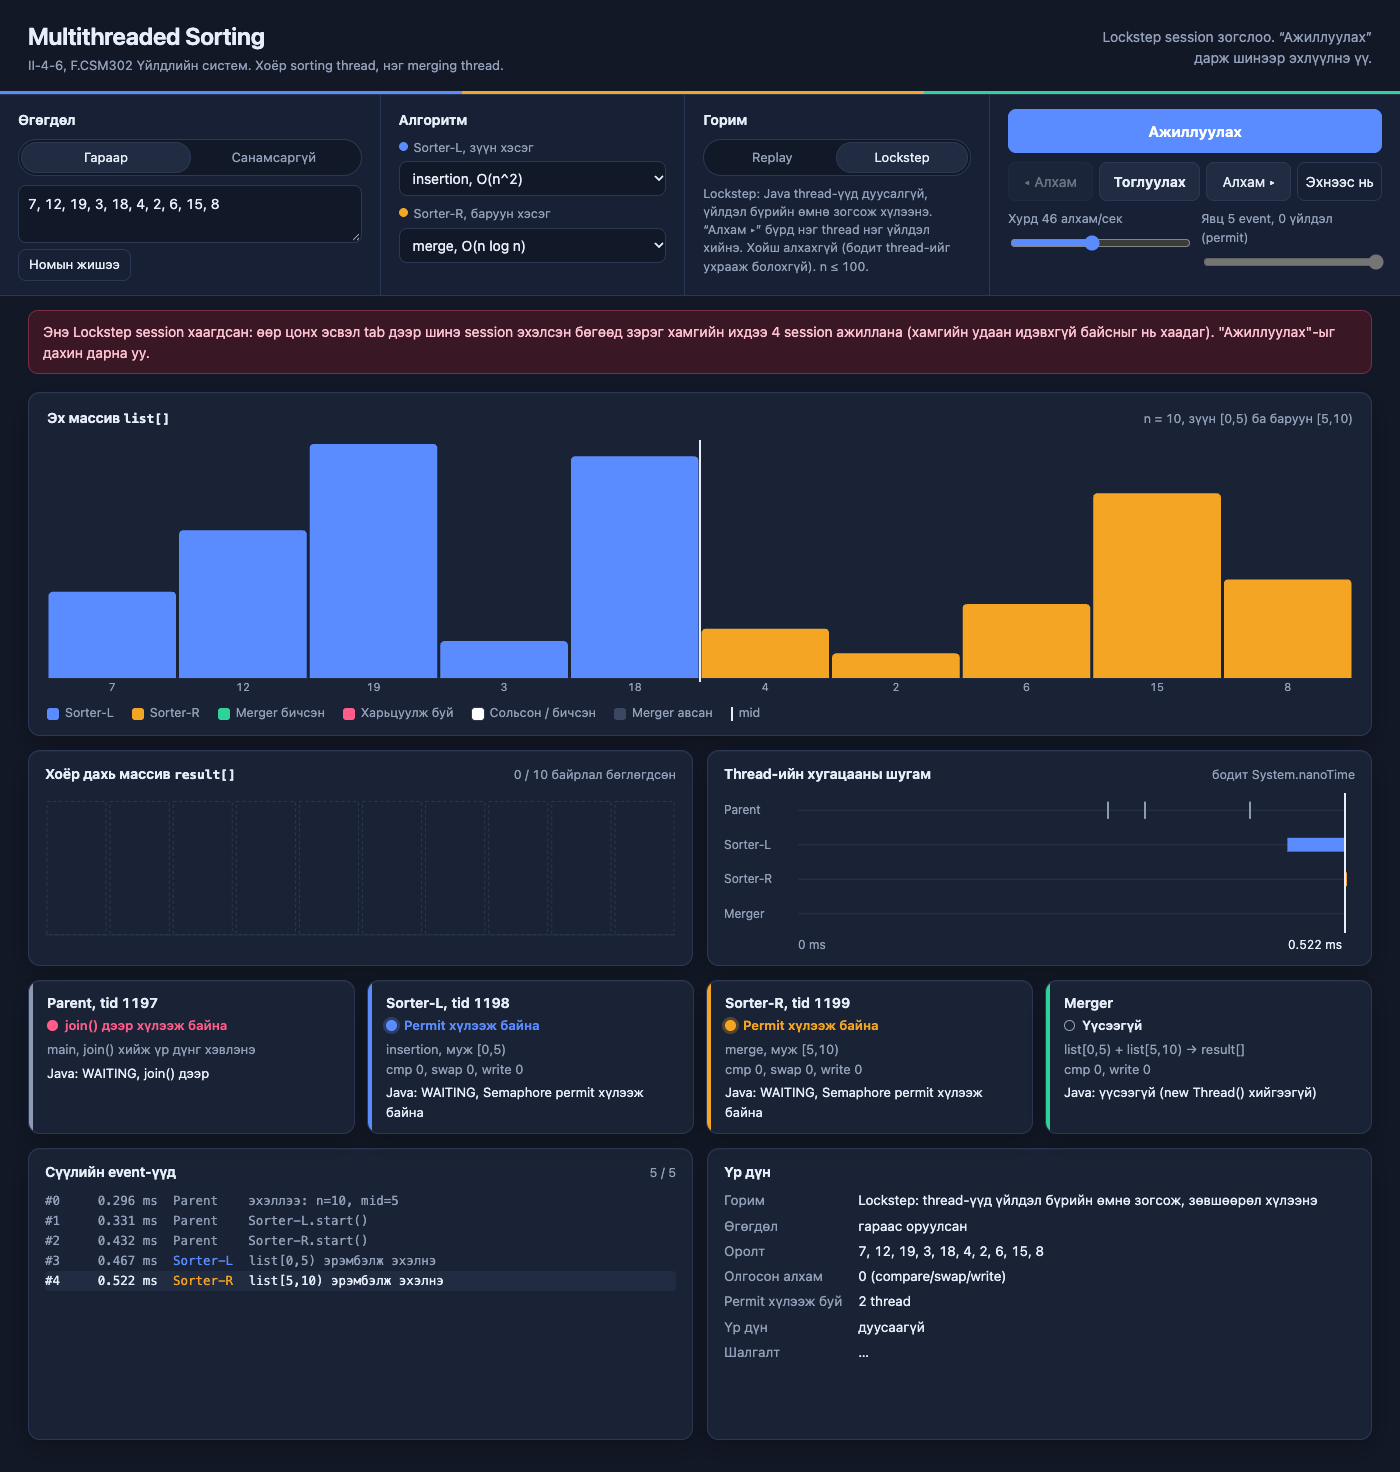 Multithreaded Sorting
II-4-6, F.CSM302 Үйлдлийн систем. Хоёр sorting thread, нэг merging thread.
Lockstep session зогслоо. “Ажиллуулах”
дарж шинээр эхлүүлнэ үү.
Өгөгдөл
Гараар
Санамсаргүй
7, 12, 19, 3, 18, 4, 2, 6, 15, 8
Номын жишээ
Алгоритм
Sorter-L, зүүн хэсэг
insertion, O(n^2)
Sorter-R, баруун хэсэг
merge, O(n log n)
Горим
Replay
Lockstep
Lockstep: Java thread-үүд дуусалгүй,
үйлдэл бүрийн өмнө зогсож хүлээнэ.
“Алхам ▸” бүрд нэг thread нэг үйлдэл
хийнэ. Хойш алхахгүй (бодит thread-ийг
ухрааж болохгүй). n ≤ 100.
Ажиллуулах
◂ Алхам
Тоглуулах
Алхам ▸
Эхнээс нь
Хурд 46 алхам/сек
Явц 5 event, 0 үйлдэл
(permit)
Энэ Lockstep session хаагдсан: өөр цонх эсвэл tab дээр шинэ session эхэлсэн бөгөөд зэрэг хамгийн ихдээ 4 session ажиллана (хамгийн удаан идэвхгүй байсныг нь хаадаг). "Ажиллуулах"-ыг
дахин дарна уу.
Эх массив list[]
n = 10, зүүн [0,5) ба баруун [5,10)
7 12 19 3 18 4 2 6 15 8
Sorter-L Sorter-R Merger бичсэн Харьцуулж буй Сольсон / бичсэн Merger авсан mid
Хоёр дахь массив result[]
0 / 10 байрлал бөглөгдсөн
Thread-ийн хугацааны шугам
бодит System.nanoTime
Parent
Sorter-L
Sorter-R
Merger
0 ms
0.522 ms
Parent, tid 1197
join() дээр хүлээж байна
main, join() хийж үр дүнг хэвлэнэ
Java: WAITING, join() дээр
Sorter-L, tid 1198
Permit хүлээж байна
insertion, муж [0,5)
cmp 0, swap 0, write 0
Java: WAITING, Semaphore permit хүлээж
байна
Sorter-R, tid 1199
Permit хүлээж байна
merge, муж [5,10)
cmp 0, swap 0, write 0
Java: WAITING, Semaphore permit хүлээж
байна
Merger
Үүсээгүй
list[0,5) + list[5,10) → result[]
cmp 0, write 0
Java: үүсээгүй (new Thread() хийгээгүй)
Сүүлийн event-үүд
5 / 5
#0 0.296 ms Parent эхэллээ: n=10, mid=5
#1 0.331 ms Parent Sorter-L.start()
#2 0.432 ms Parent Sorter-R.start()
#3 0.467 ms Sorter-L list[0,5) эрэмбэлж эхэлнэ
#4 0.522 ms Sorter-R list[5,10) эрэмбэлж эхэлнэ
Үр дүн
Горим Lockstep: thread-үүд үйлдэл бүрийн өмнө зогсож, зөвшөөрөл хүлээнэ
Өгөгдөл гараас оруулсан
Оролт 7, 12, 19, 3, 18, 4, 2, 6, 15, 8
Олгосон алхам 0 (compare/swap/write)
Permit хүлээж буй 2 thread
Үр дүн дуусаагүй
Шалгалт ...